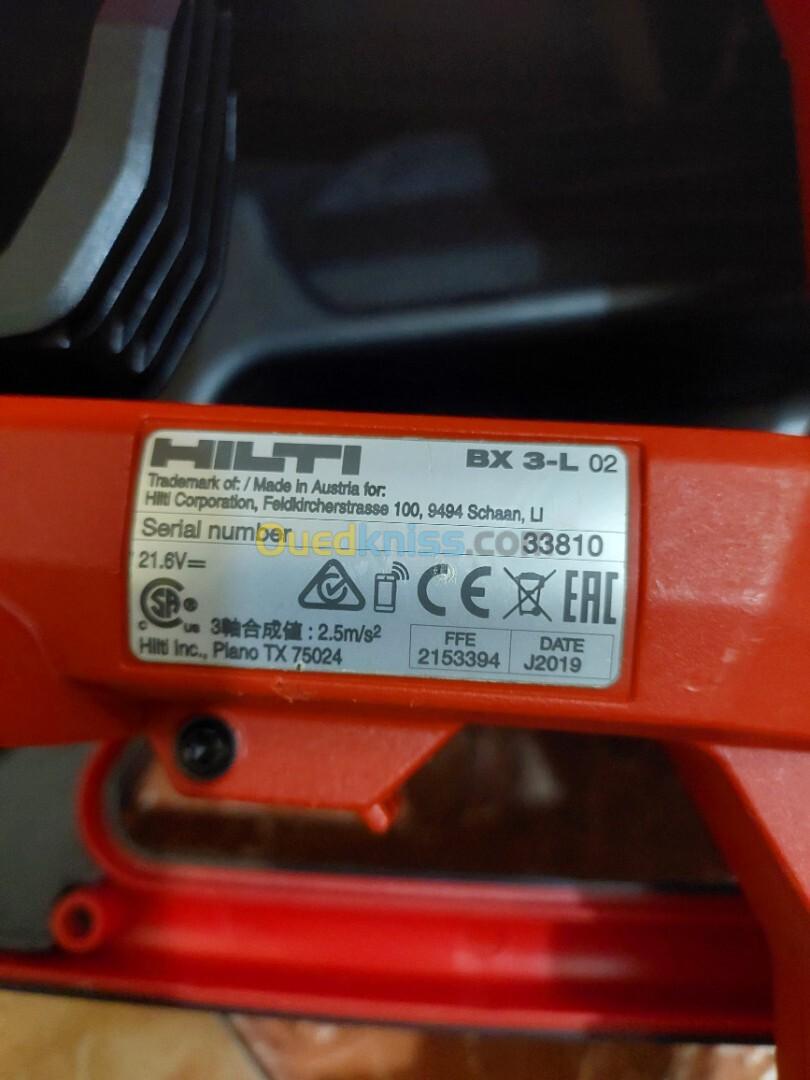 HILTI BX 3-L 02
Trademark of: / Made in Austria for:
Hilti Corporation, Feldkircherstrasse 100, 9494 Schaan, LI
Serial number 33810
Ouedkniss.com
21.6V⎓
CSA ® c us
CE EAC
3軸合成値 : 2.5m/s²
Hilti Inc., Plano TX 75024
FFE DATE
2153394 J2019